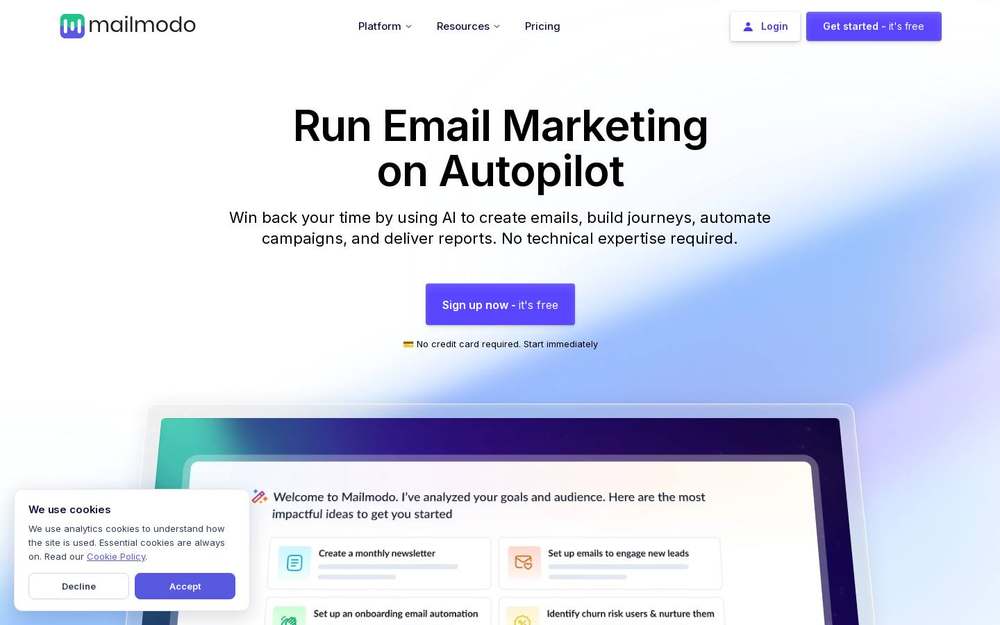 mailmodo
Platform
Resources
Pricing
Login
Get started - it's free
Run Email Marketing
on Autopilot
Win back your time by using AI to create emails, build journeys, automate
campaigns, and deliver reports. No technical expertise required.
Sign up now - it's free
💳 No credit card required. Start immediately
Welcome to Mailmodo. I've analyzed your goals and audience. Here are the most
impactful ideas to get you started
Create a monthly newsletter
Set up emails to engage new leads
Set up an onboarding email automation
Identify churn risk users & nurture them
We use cookies
We use analytics cookies to understand how
the site is used. Essential cookies are always
on. Read our Cookie Policy.
Decline
Accept